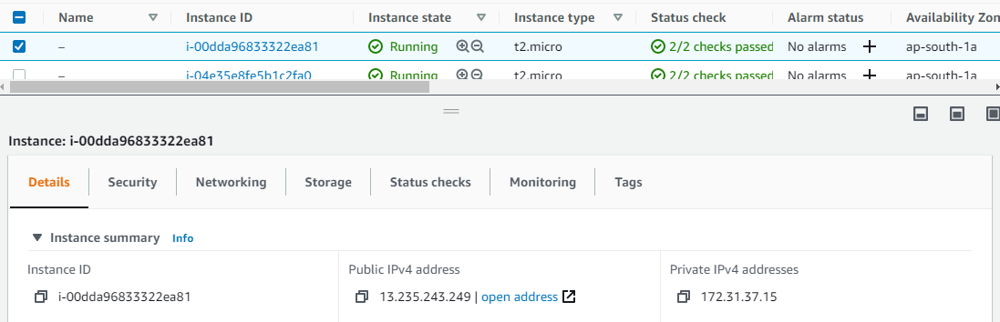 Name Instance ID Instance state Instance type Status check Alarm status Availability Zon
– i-00dda96833322ea81 Running t2.micro 2/2 checks passed No alarms + ap-south-1a
– i-04e35e8fe5b1c2fa0 Running t2.micro 2/2 checks passed No alarms + ap-south-1a
Instance: i-00dda96833322ea81
Details Security Networking Storage Status checks Monitoring Tags
Instance summary Info
Instance ID Public IPv4 address Private IPv4 addresses
i-00dda96833322ea81 13.235.243.249 | open address 172.31.37.15